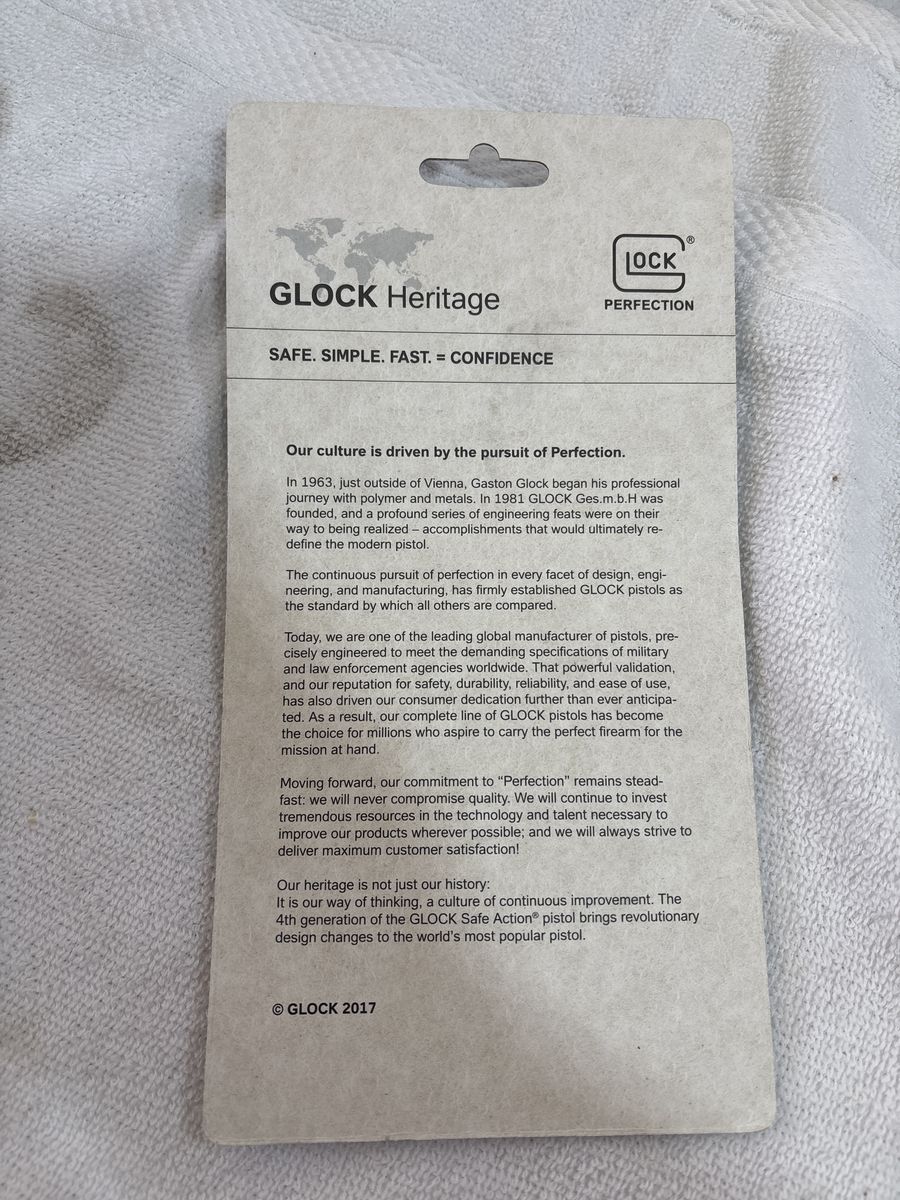 GLOCK Heritage
GLOCK®
PERFECTION
SAFE. SIMPLE. FAST. = CONFIDENCE
Our culture is driven by the pursuit of Perfection.
In 1963, just outside of Vienna, Gaston Glock began his professional
journey with polymer and metals. In 1981 GLOCK Ges.m.b.H was
founded, and a profound series of engineering feats were on their
way to being realized – accomplishments that would ultimately re-
define the modern pistol.
The continuous pursuit of perfection in every facet of design, engi-
neering, and manufacturing, has firmly established GLOCK pistols as
the standard by which all others are compared.
Today, we are one of the leading global manufacturer of pistols, pre-
cisely engineered to meet the demanding specifications of military
and law enforcement agencies worldwide. That powerful validation,
and our reputation for safety, durability, reliability, and ease of use,
has also driven our consumer dedication further than ever anticipa-
ted. As a result, our complete line of GLOCK pistols has become
the choice for millions who aspire to carry the perfect firearm for the
mission at hand.
Moving forward, our commitment to “Perfection” remains stead-
fast: we will never compromise quality. We will continue to invest
tremendous resources in the technology and talent necessary to
improve our products wherever possible; and we will always strive to
deliver maximum customer satisfaction!
Our heritage is not just our history:
It is our way of thinking, a culture of continuous improvement. The
4th generation of the GLOCK Safe Action® pistol brings revolutionary
design changes to the world's most popular pistol.
© GLOCK 2017